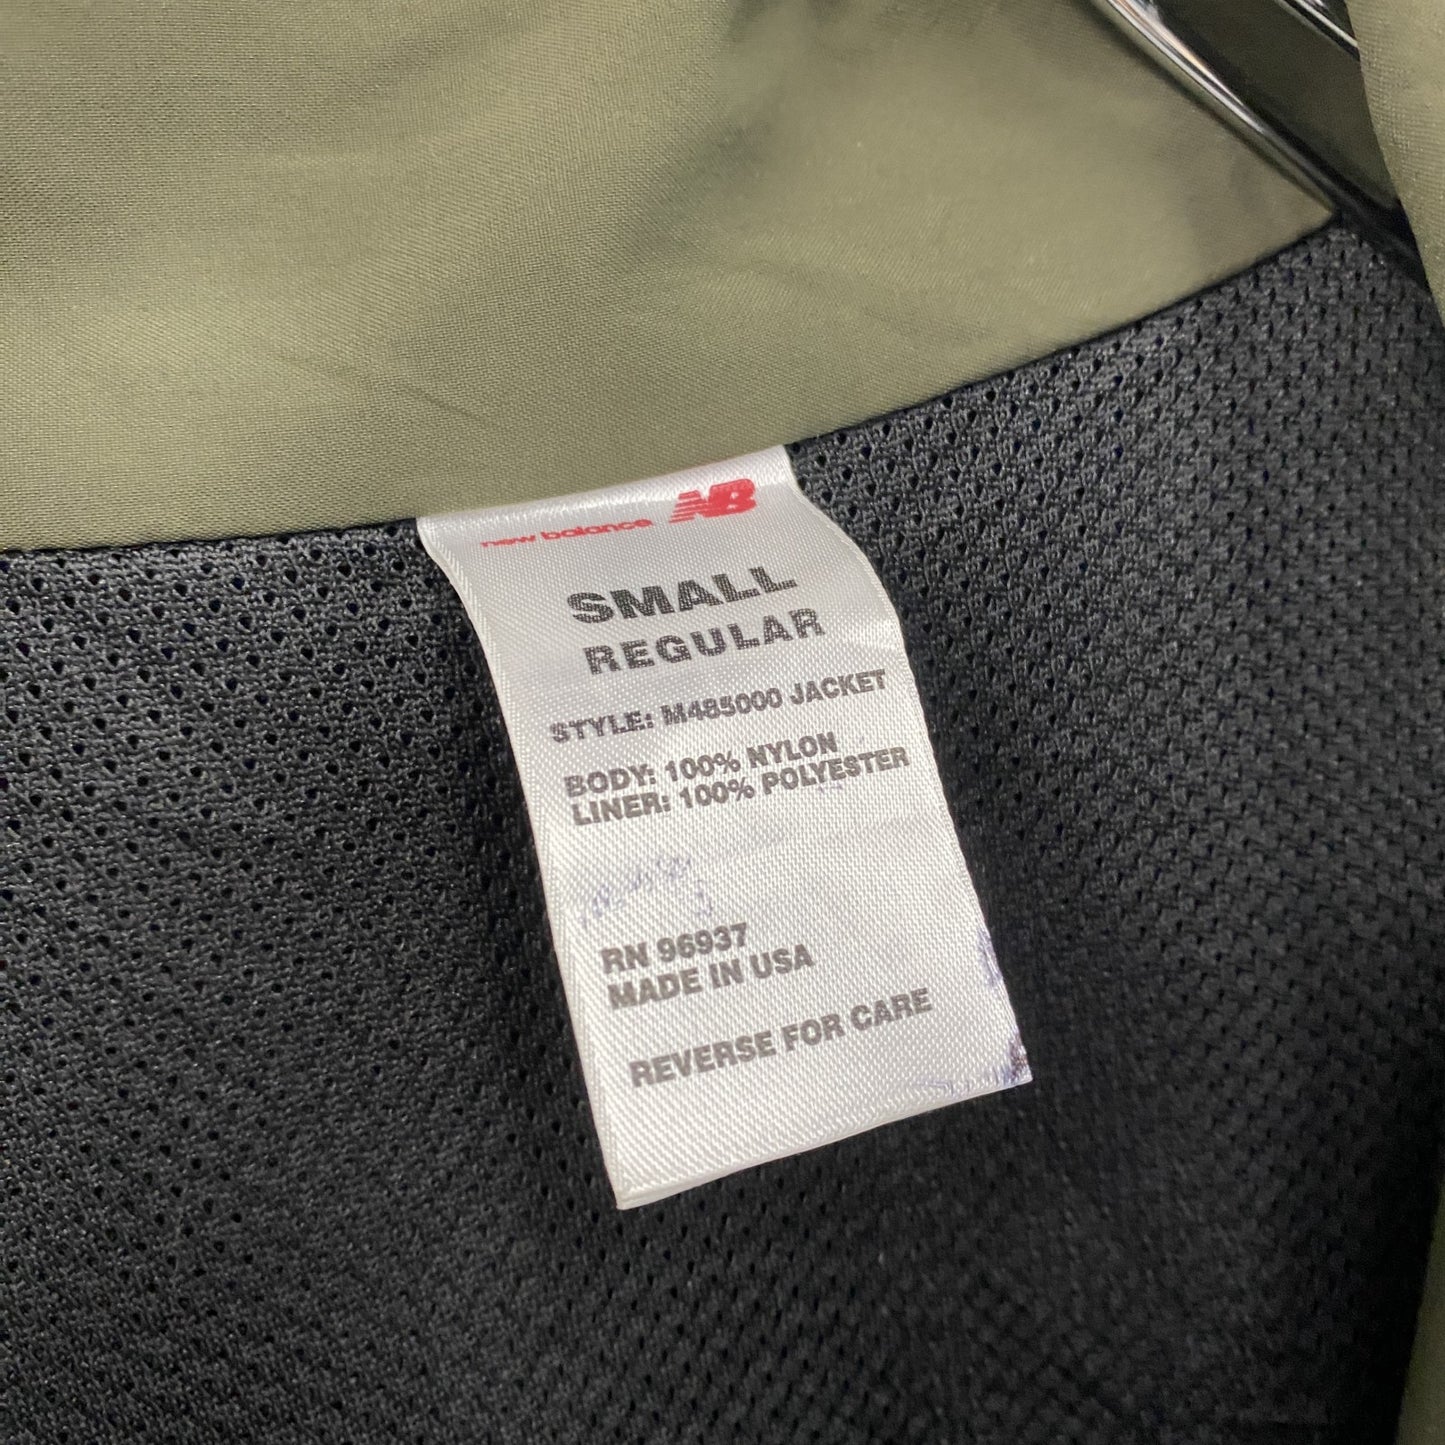 new balance NB
SMALL
REGULAR
STYLE: M485000 JACKET
BODY: 100% NYLON
LINER: 100% POLYESTER
RN 96937
MADE IN USA
REVERSE FOR CARE